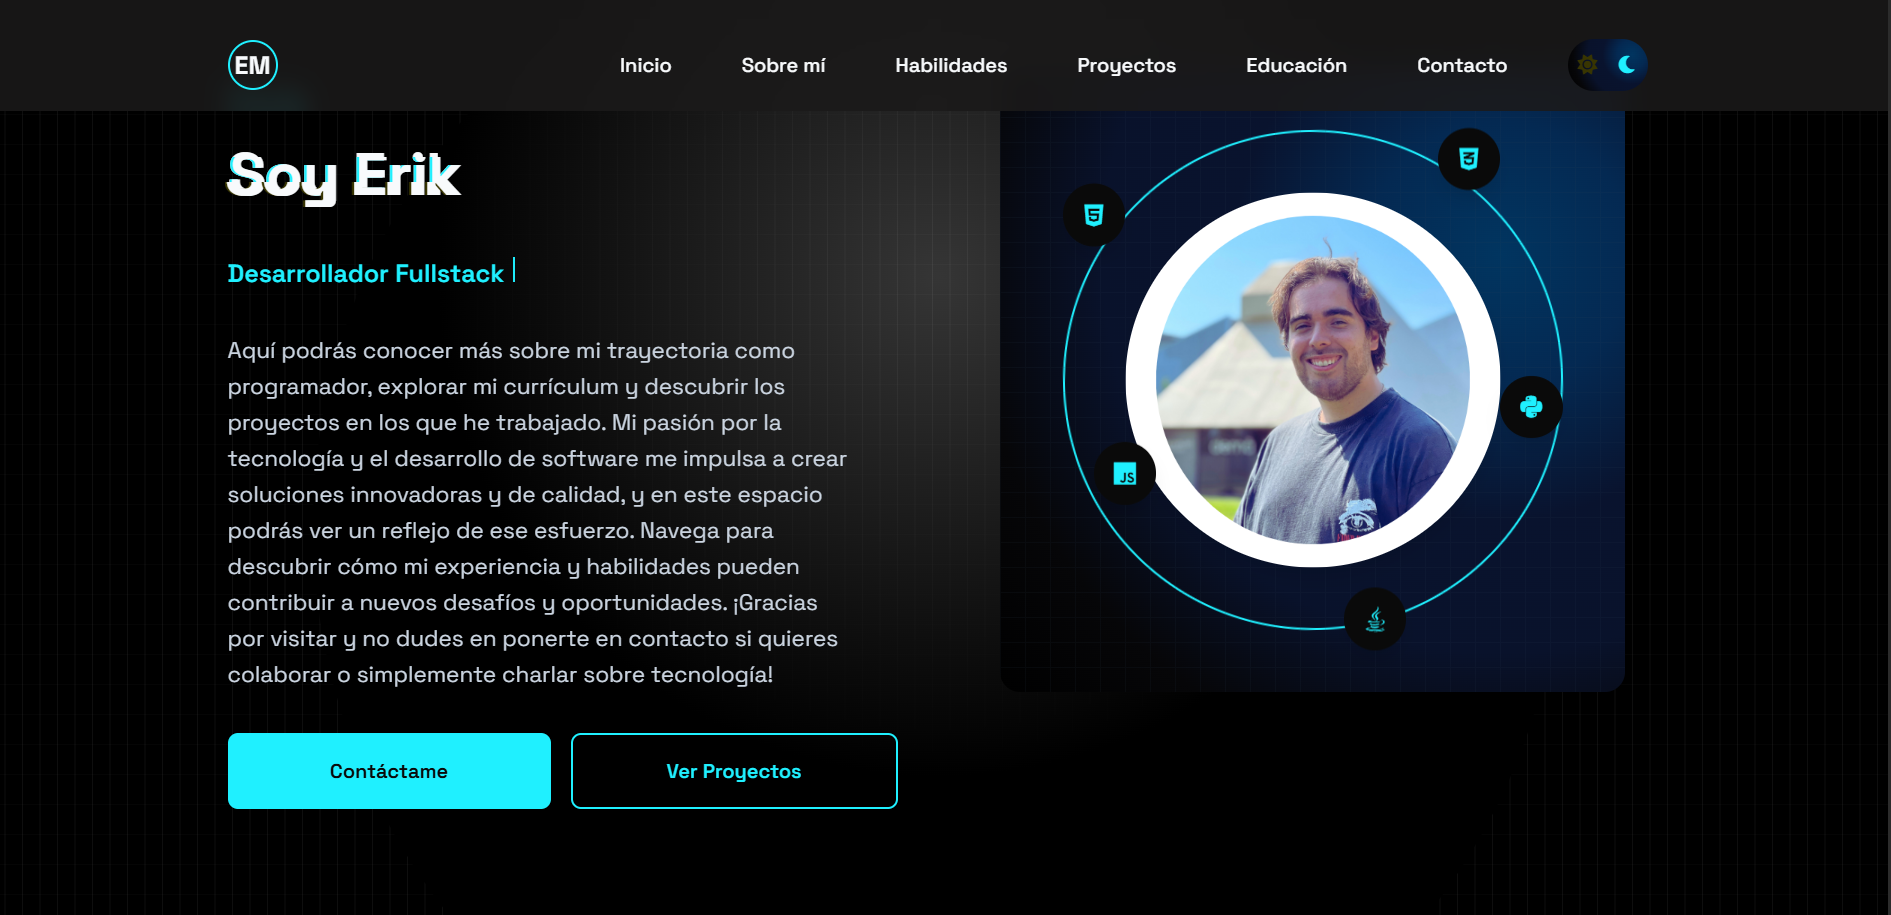 EM
Inicio
Sobre mí
Habilidades
Proyectos
Educación
Contacto
Soy Erik
Desarrollador Fullstack
Aquí podrás conocer más sobre mi trayectoria como
programador, explorar mi currículum y descubrir los
proyectos en los que he trabajado. Mi pasión por la
tecnología y el desarrollo de software me impulsa a crear
soluciones innovadoras y de calidad, y en este espacio
podrás ver un reflejo de ese esfuerzo. Navega para
descubrir cómo mi experiencia y habilidades pueden
contribuir a nuevos desafíos y oportunidades. ¡Gracias
por visitar y no dudes en ponerte en contacto si quieres
colaborar o simplemente charlar sobre tecnología!
Contáctame
Ver Proyectos
3
5
JS